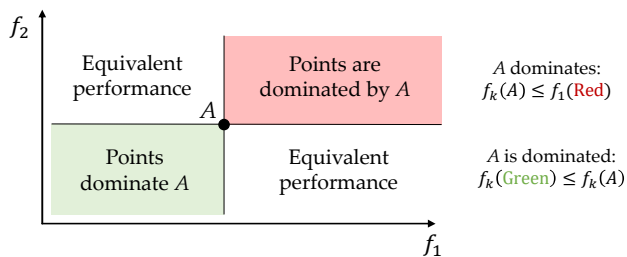 f₂
Equivalent
performance
Points are
dominated by A
A
Points
dominate A
Equivalent
performance
f₁
A dominates:
fₖ(A) ≤ f₁(Red)
A is dominated:
fₖ(Green) ≤ fₖ(A)